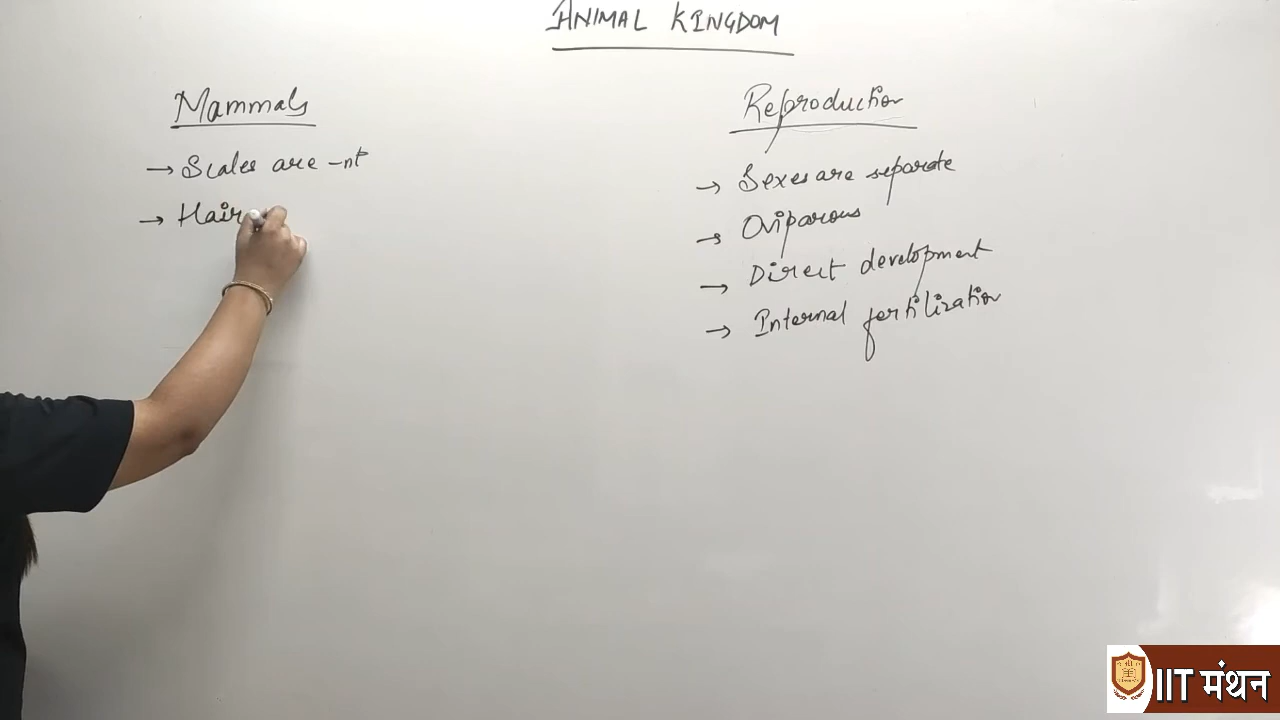 ANIMAL KINGDOM
Mammals
→ Scales are -nt
→ Hair
Reproduction
→ Sexes are separate
→ Oviparous
→ Direct development
→ Internal fertilization
IIT मंथन